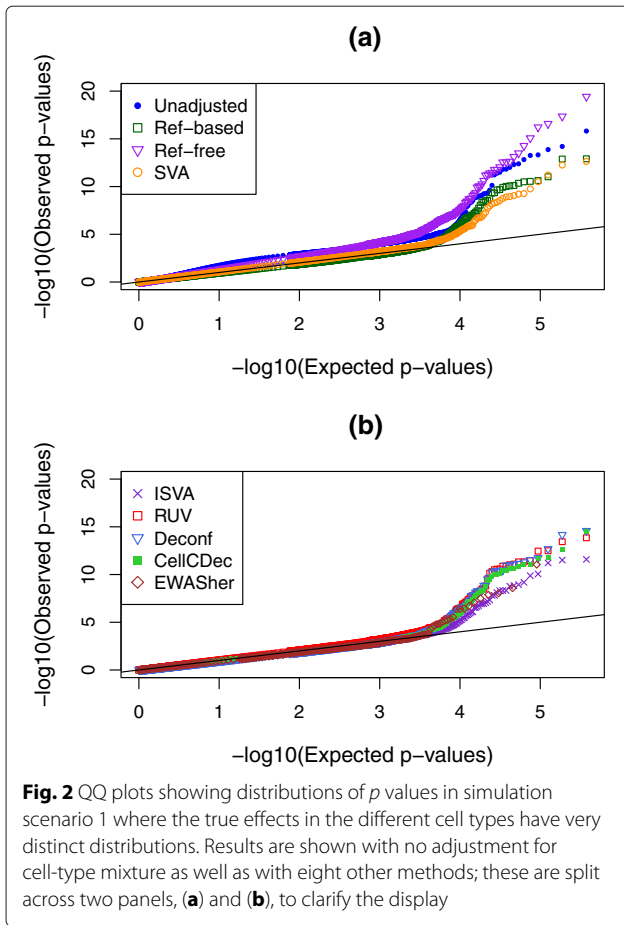 (a)
−log10(Observed p−values)
20
15
10
5
0
Unadjusted
Ref−based
Ref−free
SVA
0 1 2 3 4 5
−log10(Expected p−values)
(b)
−log10(Observed p−values)
20
15
10
5
0
ISVA
RUV
Deconf
CellCDec
EWASher
0 1 2 3 4 5
−log10(Expected p−values)
Fig. 2 QQ plots showing distributions of p values in simulation
scenario 1 where the true effects in the different cell types have very
distinct distributions. Results are shown with no adjustment for
cell-type mixture as well as with eight other methods; these are split
across two panels, (a) and (b), to clarify the display